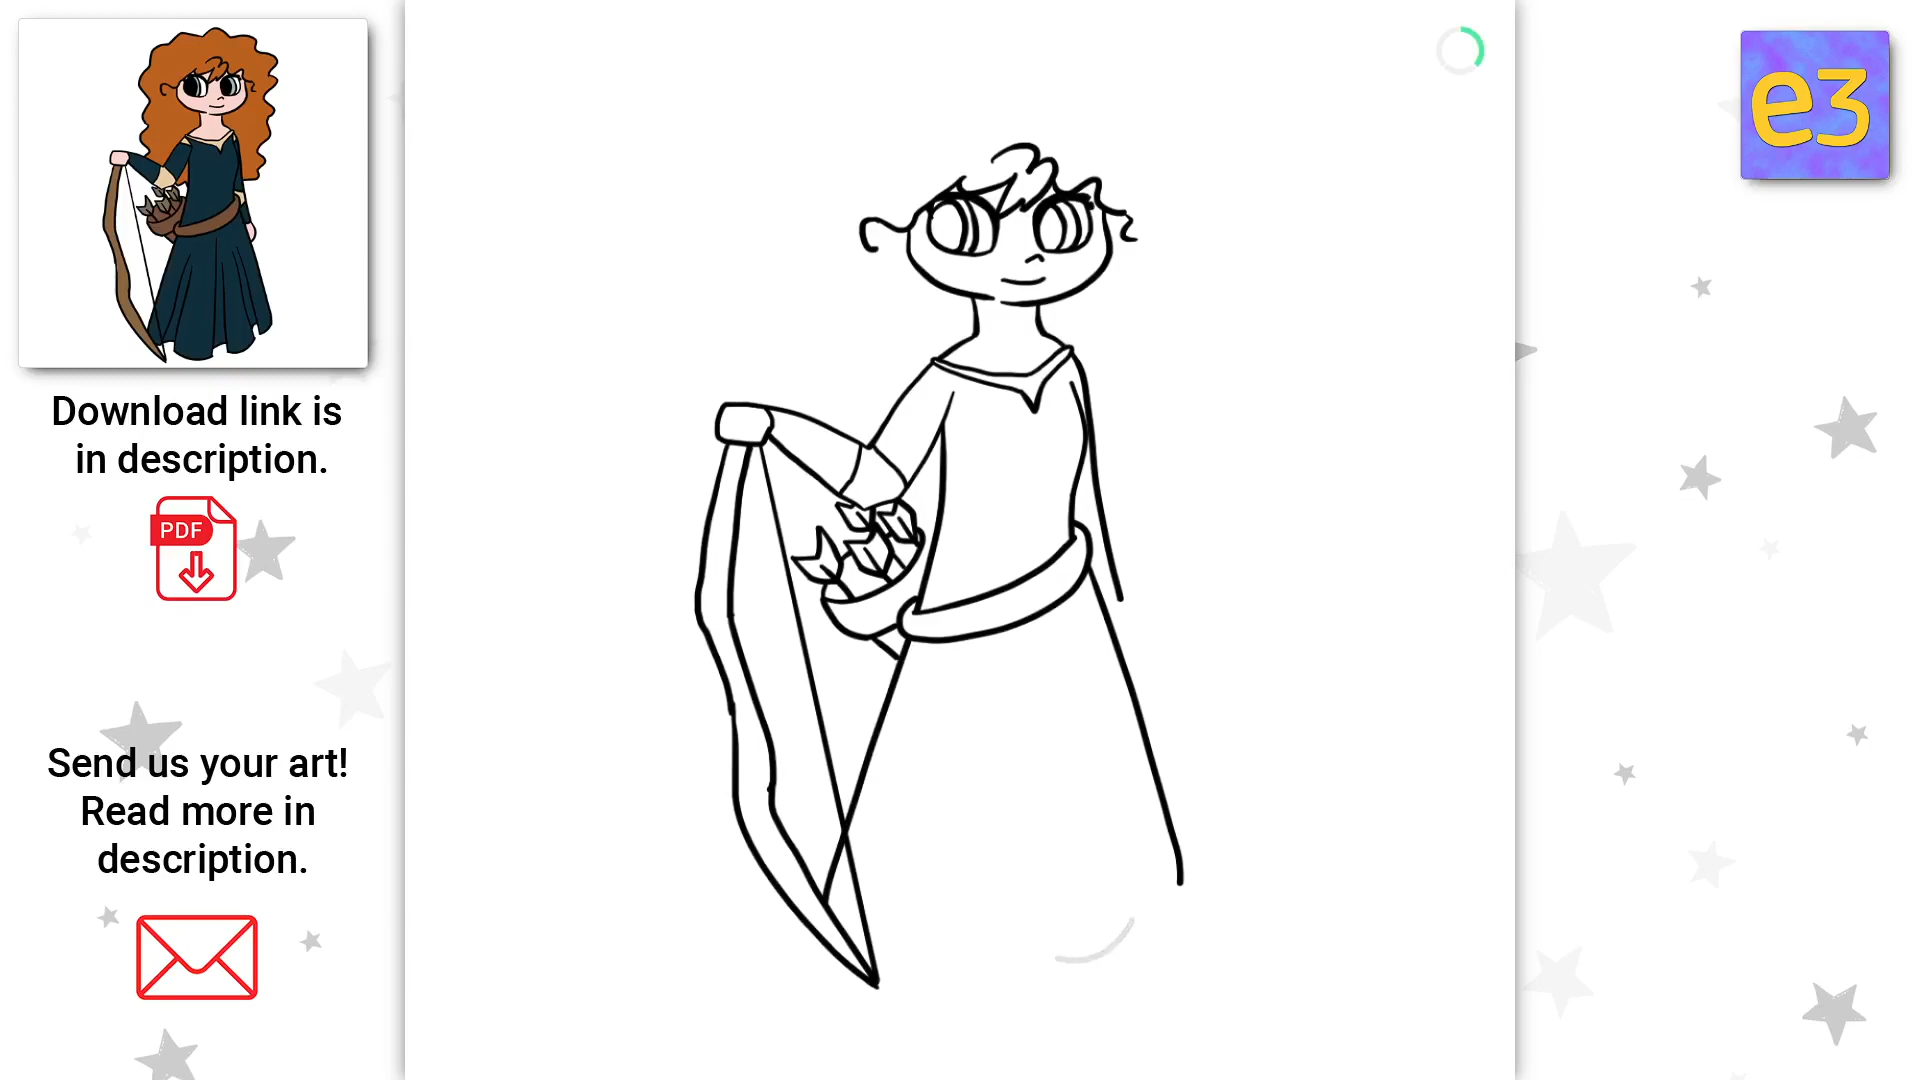 e3
Download link is
in description.
PDF
Send us your art!
Read more in
description.